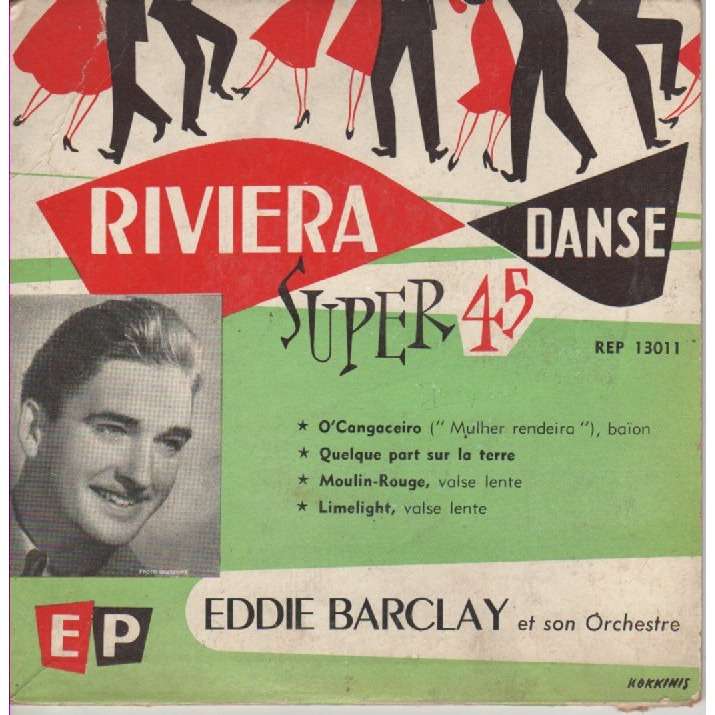 RIVIERA
DANSE
SUPER 45
REP 13011
★ O'Cangaceiro ("Mulher rendeira"), baïon
★ Quelque part sur la terre
★ Moulin-Rouge, valse lente
★ Limelight, valse lente
EP
EDDIE BARCLAY et son Orchestre
KOKKINIS